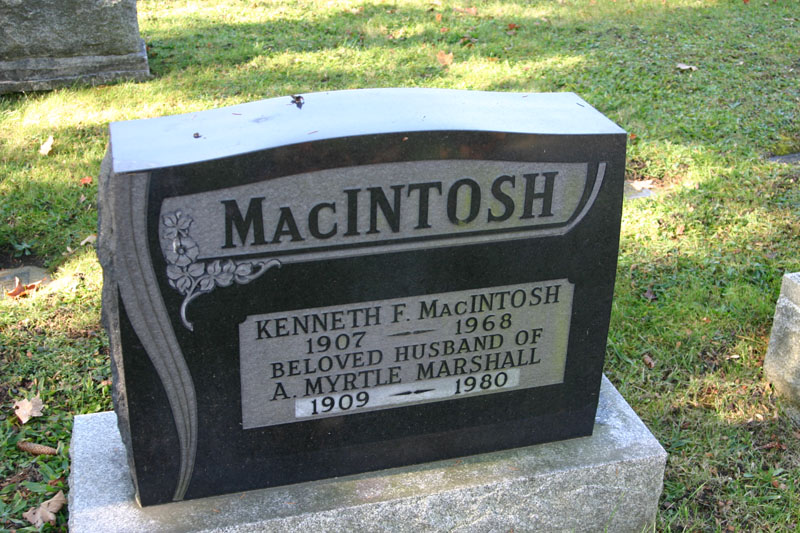 MacINTOSH
KENNETH F. MacINTOSH
1907 — 1968
BELOVED HUSBAND OF
A. MYRTLE MARSHALL
1909 — 1980